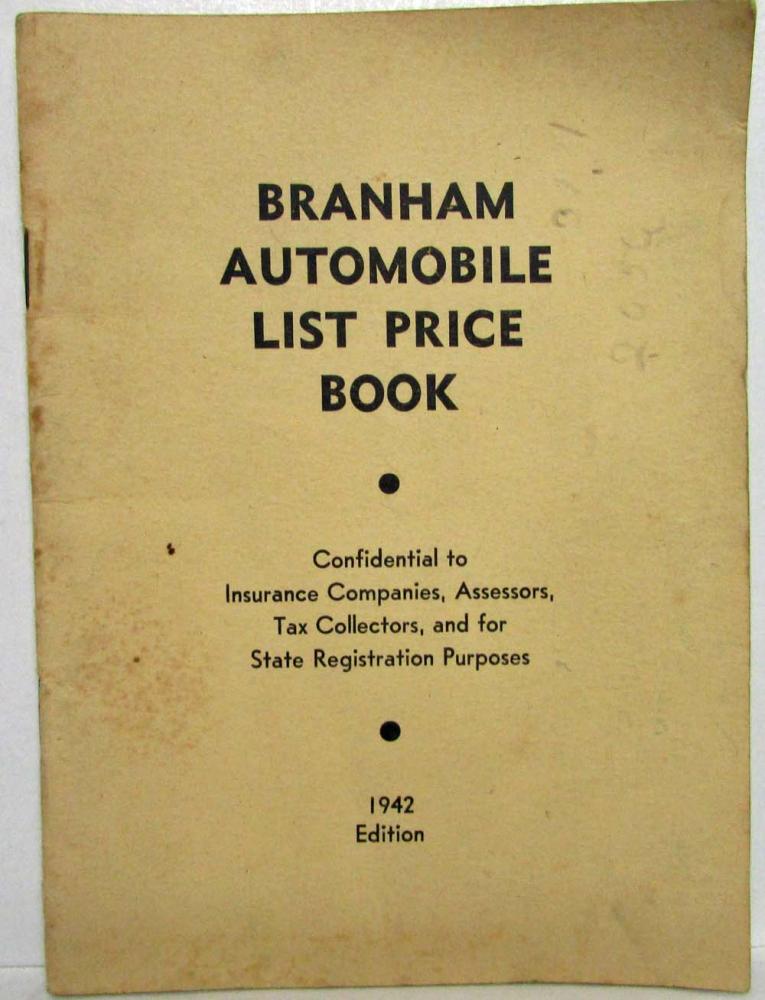 BRANHAM
AUTOMOBILE
LIST PRICE
BOOK
Confidential to
Insurance Companies, Assessors,
Tax Collectors, and for
State Registration Purposes
1942
Edition